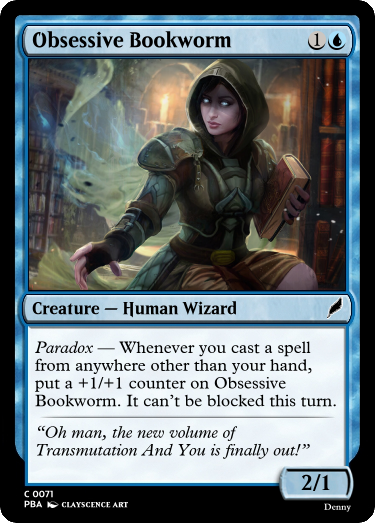 Obsessive Bookworm 1
Creature — Human Wizard
Paradox — Whenever you cast a spell
from anywhere other than your hand,
put a +1/+1 counter on Obsessive
Bookworm. It can't be blocked this turn.
“Oh man, the new volume of
Transmutation And You is finally out!”
2/1
C 0071
PBA CLAYSCIENCE ART
Denny